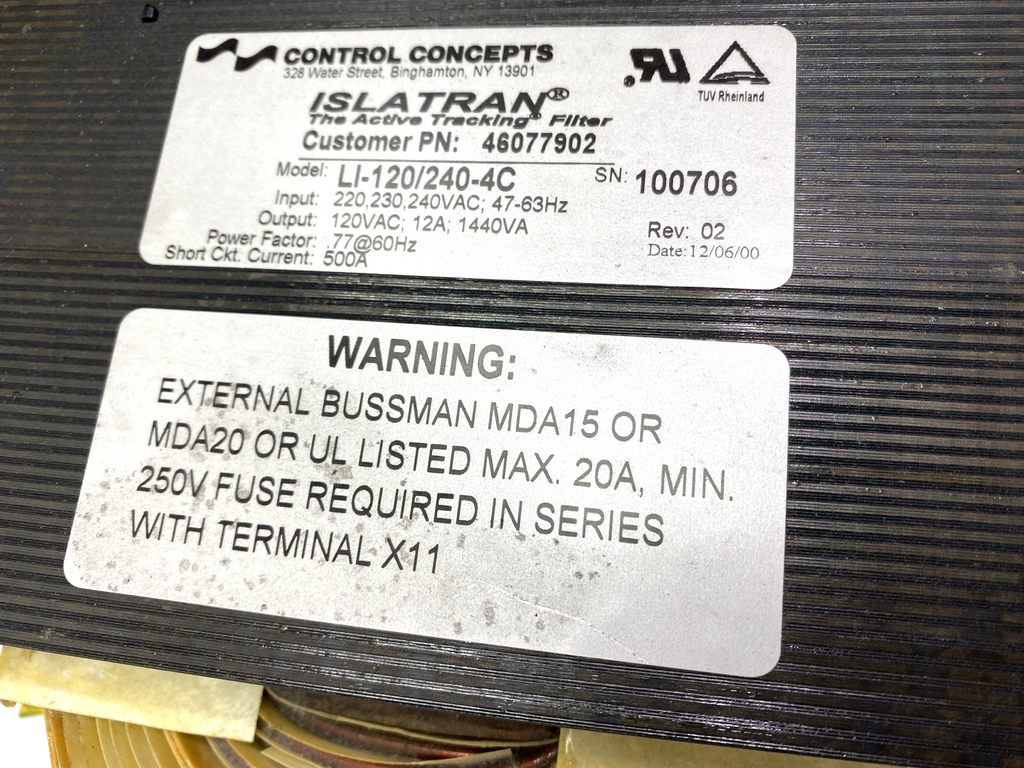 CONTROL CONCEPTS
328 Water Street, Binghamton, NY 13901
RU
TUV Rheinland
ISLATRAN®
The Active Tracking® Filter
Customer PN: 46077902
Model: LI-120/240-4C SN: 100706
Input: 220,230,240VAC; 47-63Hz
Output: 120VAC; 12A; 1440VA Rev: 02
Power Factor: .77@60Hz Date: 12/06/00
Short Ckt. Current: 500A
WARNING:
EXTERNAL BUSSMAN MDA15 OR
MDA20 OR UL LISTED MAX. 20A, MIN.
250V FUSE REQUIRED IN SERIES
WITH TERMINAL X11